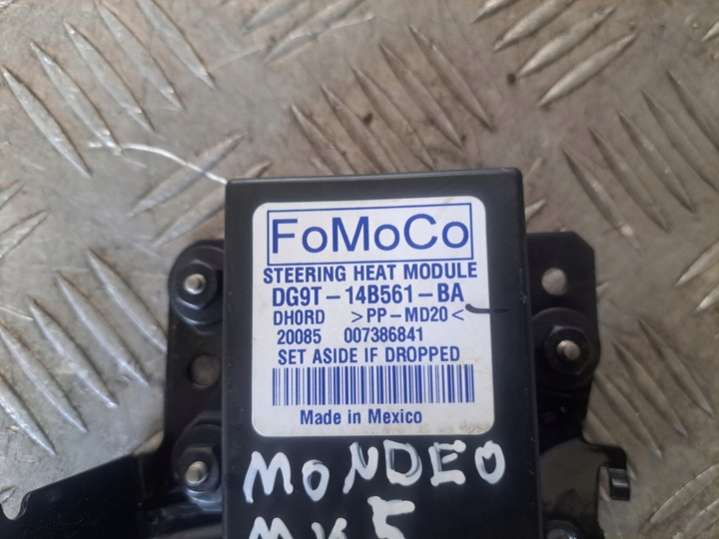 FoMoCo
STEERING HEAT MODULE
DG9T-14B561-BA
DH0RD >PP-MD20<
20085 007386841
SET ASIDE IF DROPPED
Made in Mexico
MONDEO
MK5